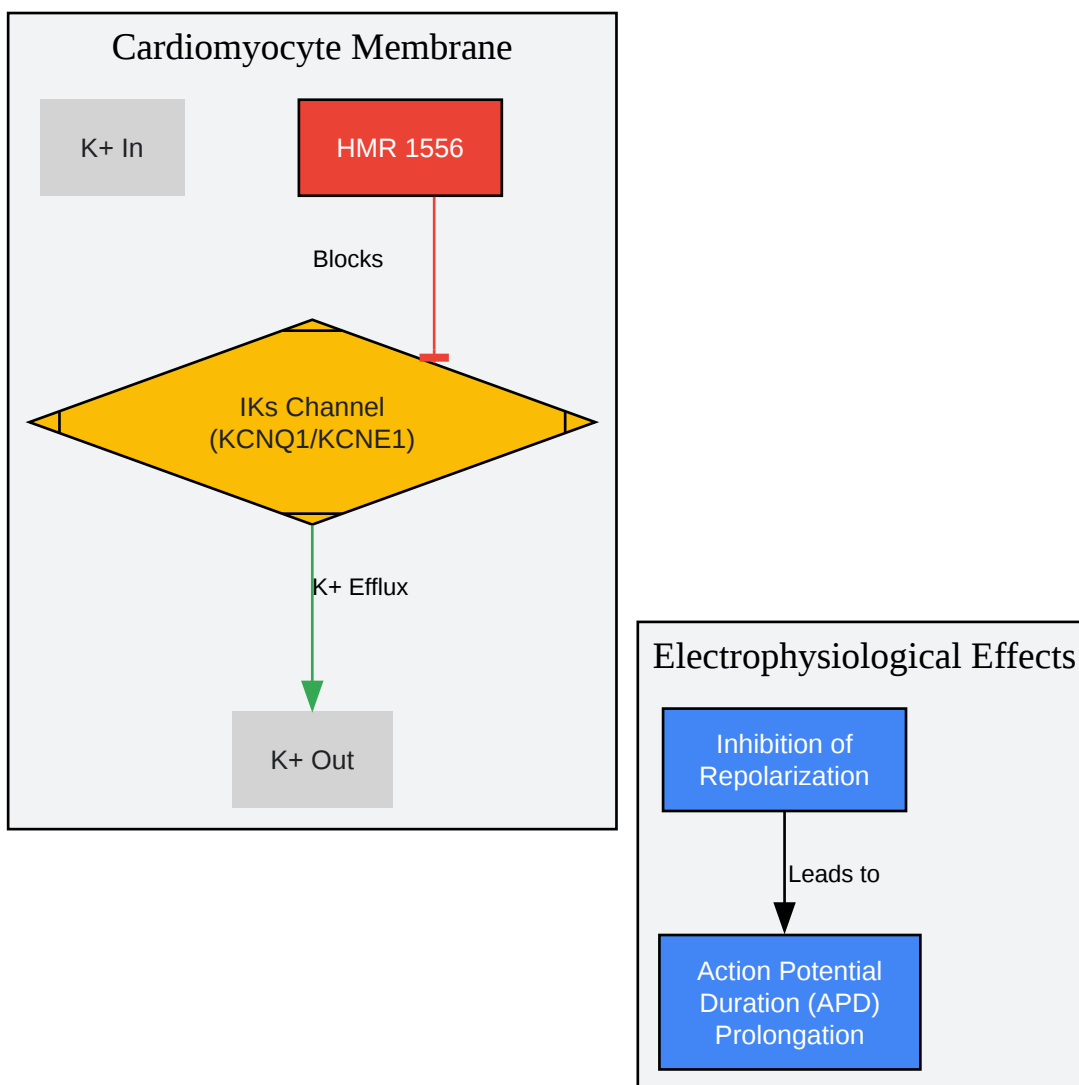 Cardiomyocyte Membrane
K+ In
HMR 1556
Blocks
IKs Channel
(KCNQ1/KCNE1)
K+ Efflux
K+ Out
Electrophysiological Effects
Inhibition of
Repolarization
Leads to
Action Potential
Duration (APD)
Prolongation